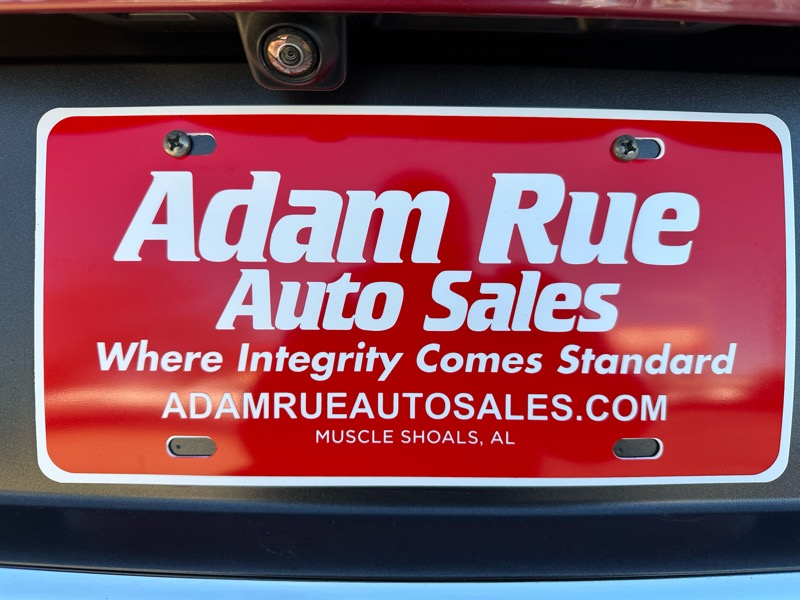 Adam Rue
Auto Sales
Where Integrity Comes Standard
ADAMRUEAUTOSALES.COM
MUSCLE SHOALS, AL